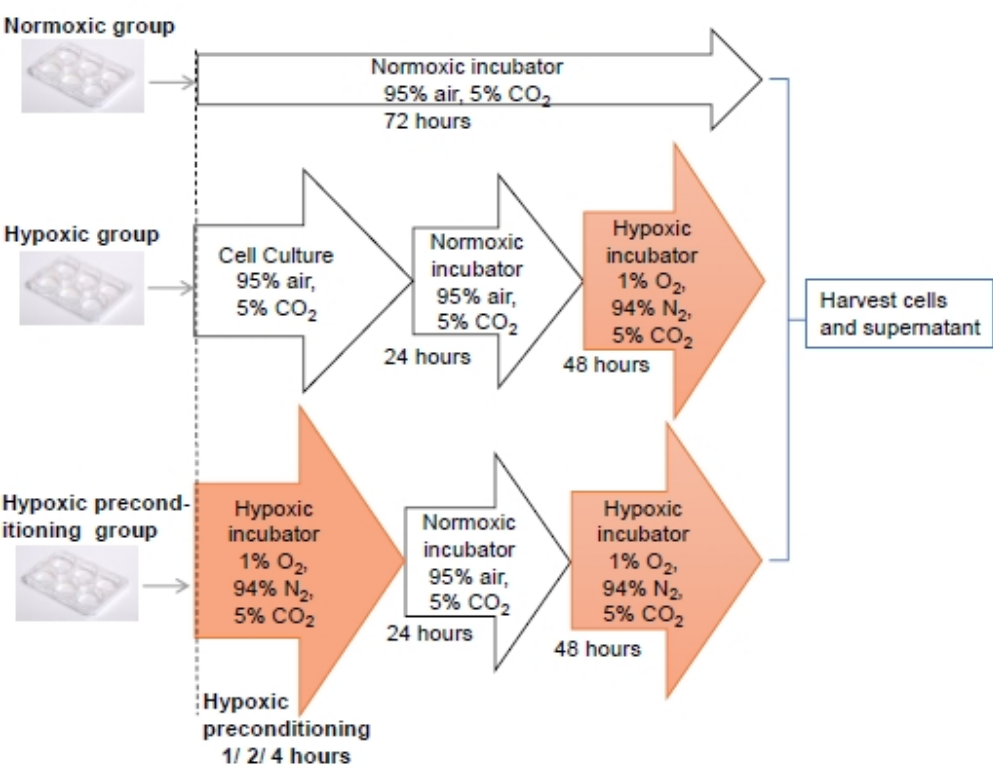 Normoxic group
Normoxic incubator
95% air, 5% CO₂
72 hours
Hypoxic group
Cell Culture
95% air,
5% CO₂
Normoxic
incubator
95% air,
5% CO₂
24 hours
Hypoxic
incubator
1% O₂,
94% N₂,
5% CO₂
48 hours
Harvest cells
and supernatant
Hypoxic precond-
itioning group
Hypoxic
incubator
1% O₂,
94% N₂,
5% CO₂
Hypoxic
preconditioning
1/ 2/ 4 hours
Normoxic
incubator
95% air,
5% CO₂
24 hours
Hypoxic
incubator
1% O₂,
94% N₂,
5% CO₂
48 hours